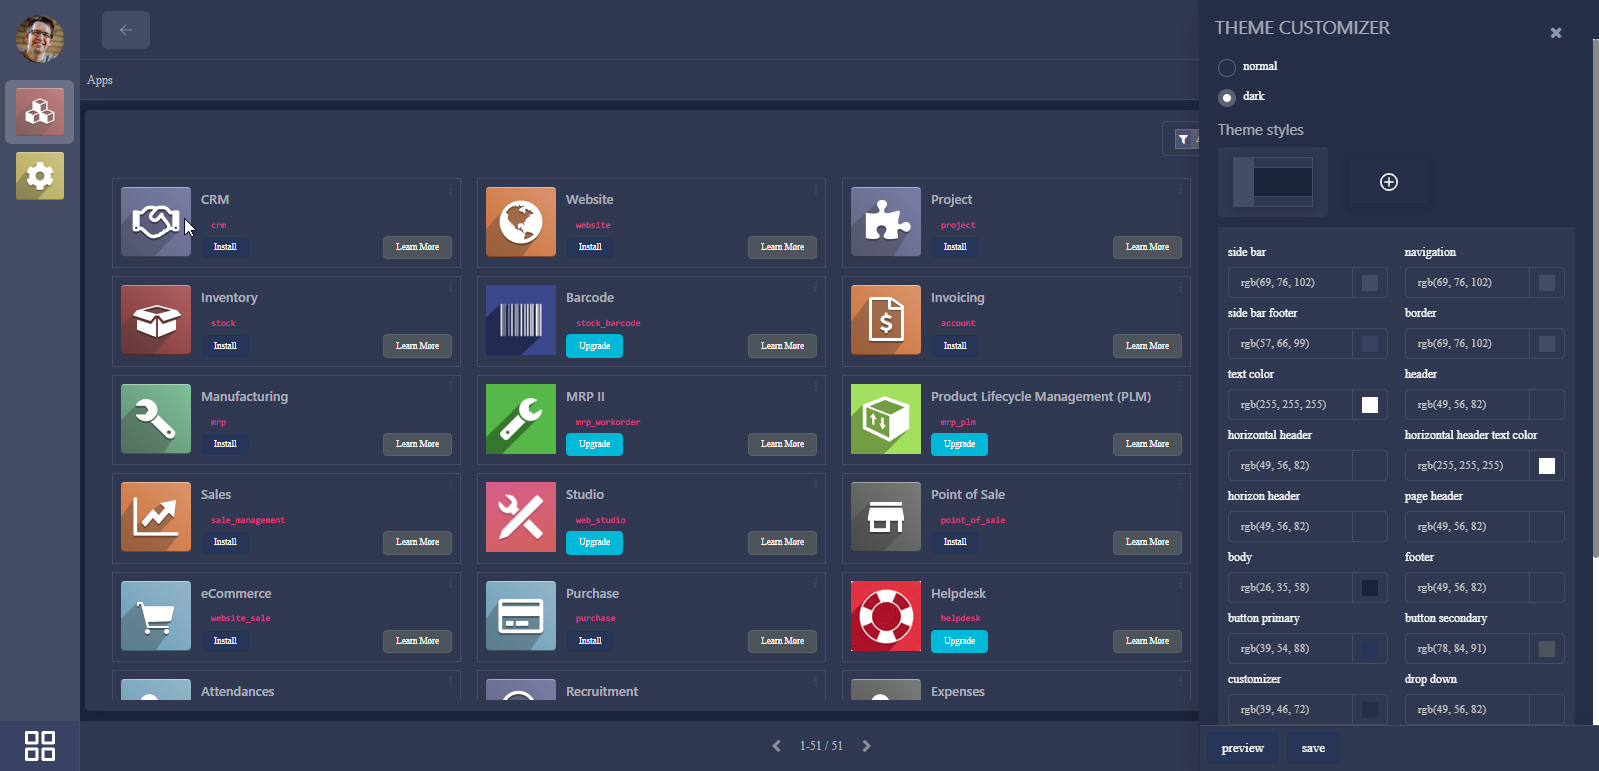 THEME CUSTOMIZER
normal
dark
Apps
Theme styles
CRM
crm
Install
Learn More
Website
website
Install
Learn More
Project
project
Install
Learn More
Inventory
stock
Install
Learn More
Barcode
stock_barcode
Upgrade
Learn More
Invoicing
account
Install
Learn More
Manufacturing
mrp
Install
Learn More
MRP II
mrp_workorder
Upgrade
Learn More
Product Lifecycle Management (PLM)
mrp_plm
Upgrade
Learn More
Sales
sale_management
Install
Learn More
Studio
web_studio
Upgrade
Learn More
Point of Sale
point_of_sale
Install
Learn More
eCommerce
website_sale
Install
Learn More
Purchase
purchase
Install
Learn More
Helpdesk
helpdesk
Upgrade
Learn More
Attendances
Recruitment
Expenses
1-51 / 51
side bar
rgb(69, 76, 102)
navigation
rgb(69, 76, 102)
side bar footer
rgb(57, 66, 99)
border
rgb(69, 76, 102)
text color
rgb(255, 255, 255)
header
rgb(49, 56, 82)
horizontal header
rgb(49, 56, 82)
horizontal header text color
rgb(255, 255, 255)
horizon header
rgb(49, 56, 82)
page header
rgb(49, 56, 82)
body
rgb(26, 35, 58)
footer
rgb(49, 56, 82)
button primary
rgb(39, 54, 88)
button secondary
rgb(78, 84, 91)
customizer
rgb(39, 46, 72)
drop down
rgb(49, 56, 82)
preview
save